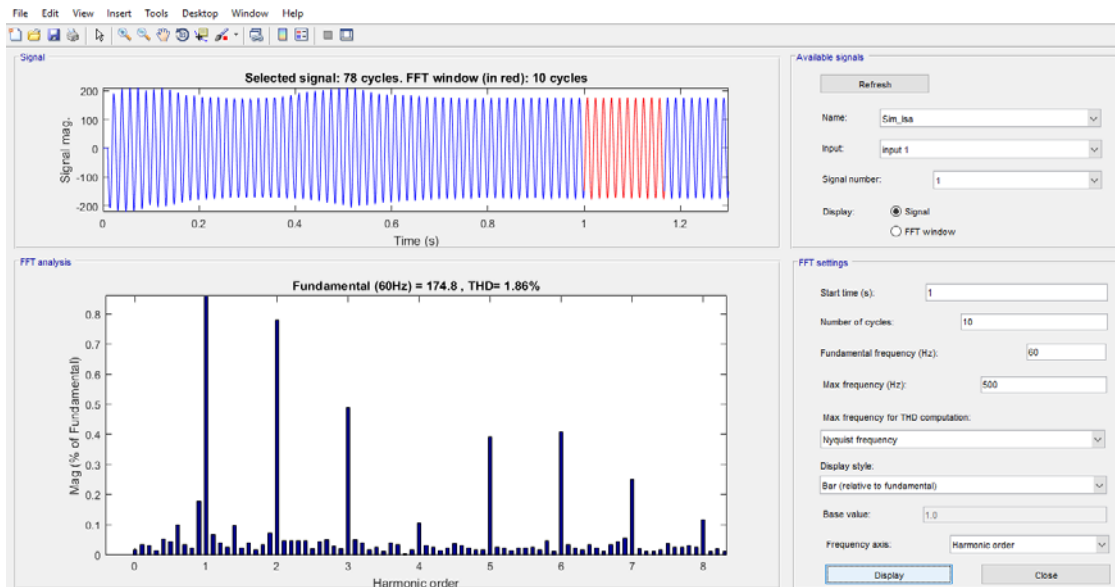 File Edit View Insert Tools Desktop Window Help
Signal
Selected signal: 78 cycles. FFT window (in red): 10 cycles
Signal mag.
200
100
0
-100
-200
0 0.2 0.4 0.6 0.8 1 1.2
Time (s)
FFT analysis
Fundamental (60Hz) = 174.8 , THD= 1.86%
Mag (% of Fundamental)
0.8
0.7
0.6
0.5
0.4
0.3
0.2
0.1
0
0 1 2 3 4 5 6 7 8
Harmonic order
Available signals
Refresh
Name: Sim_Isa
Input: input 1
Signal number: 1
Display: Signal
FFT window
FFT settings
Start time (s): 1
Number of cycles: 10
Fundamental frequency (Hz): 60
Max frequency (Hz): 500
Max frequency for THD computation:
Nyquist frequency
Display style:
Bar (relative to fundamental)
Base value: 1.0
Frequency axis: Harmonic order
Display Close